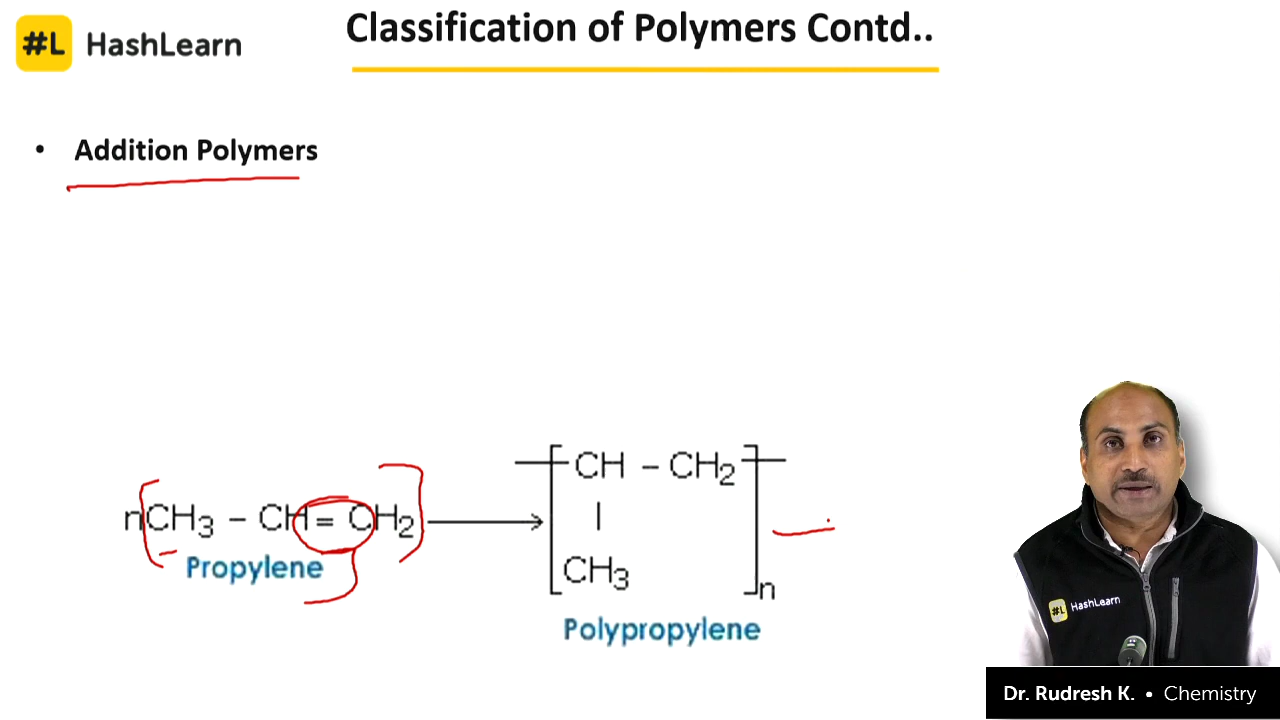 #L HashLearn
Classification of Polymers Contd..
• Addition Polymers
nCH₃ – CH = CH₂
Propylene
CH – CH₂
|
CH₃
n
Polypropylene
#L HashLearn
Dr. Rudresh K. • Chemistry